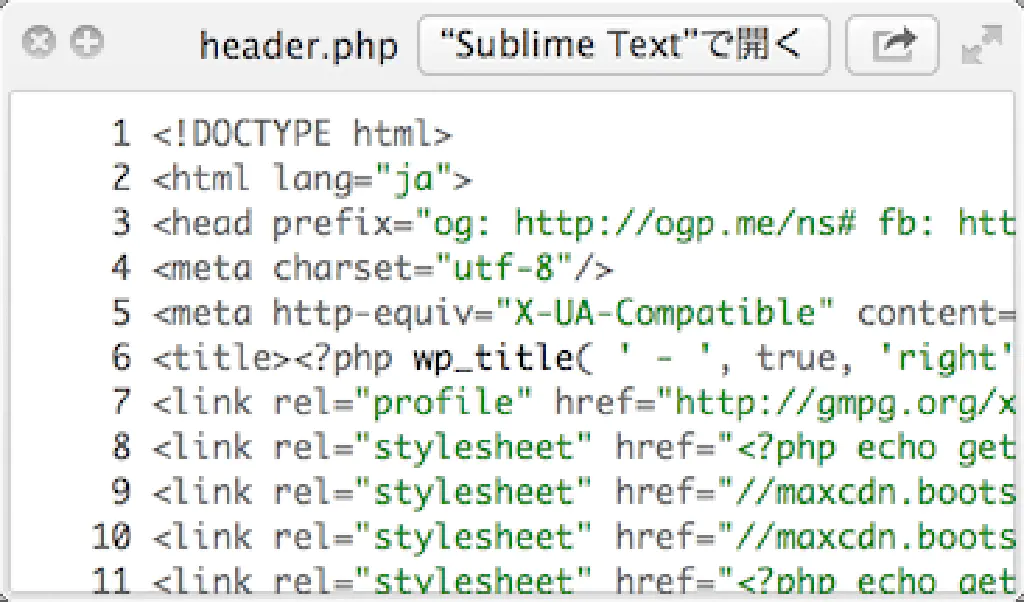 header.php “Sublime Text”で開く
1 <!DOCTYPE html>
2 <html lang="ja">
3 <head prefix="og: http://ogp.me/ns# fb: htt
4 <meta charset="utf-8"/>
5 <meta http-equiv="X-UA-Compatible" content=
6 <title><?php wp_title( ' - ', true, 'right'
7 <link rel="profile" href="http://gmpg.org/x
8 <link rel="stylesheet" href="<?php echo get
9 <link rel="stylesheet" href="//maxcdn.boots
10 <link rel="stylesheet" href="//maxcdn.boots
11 <link rel="stylesheet" href="<?php echo get